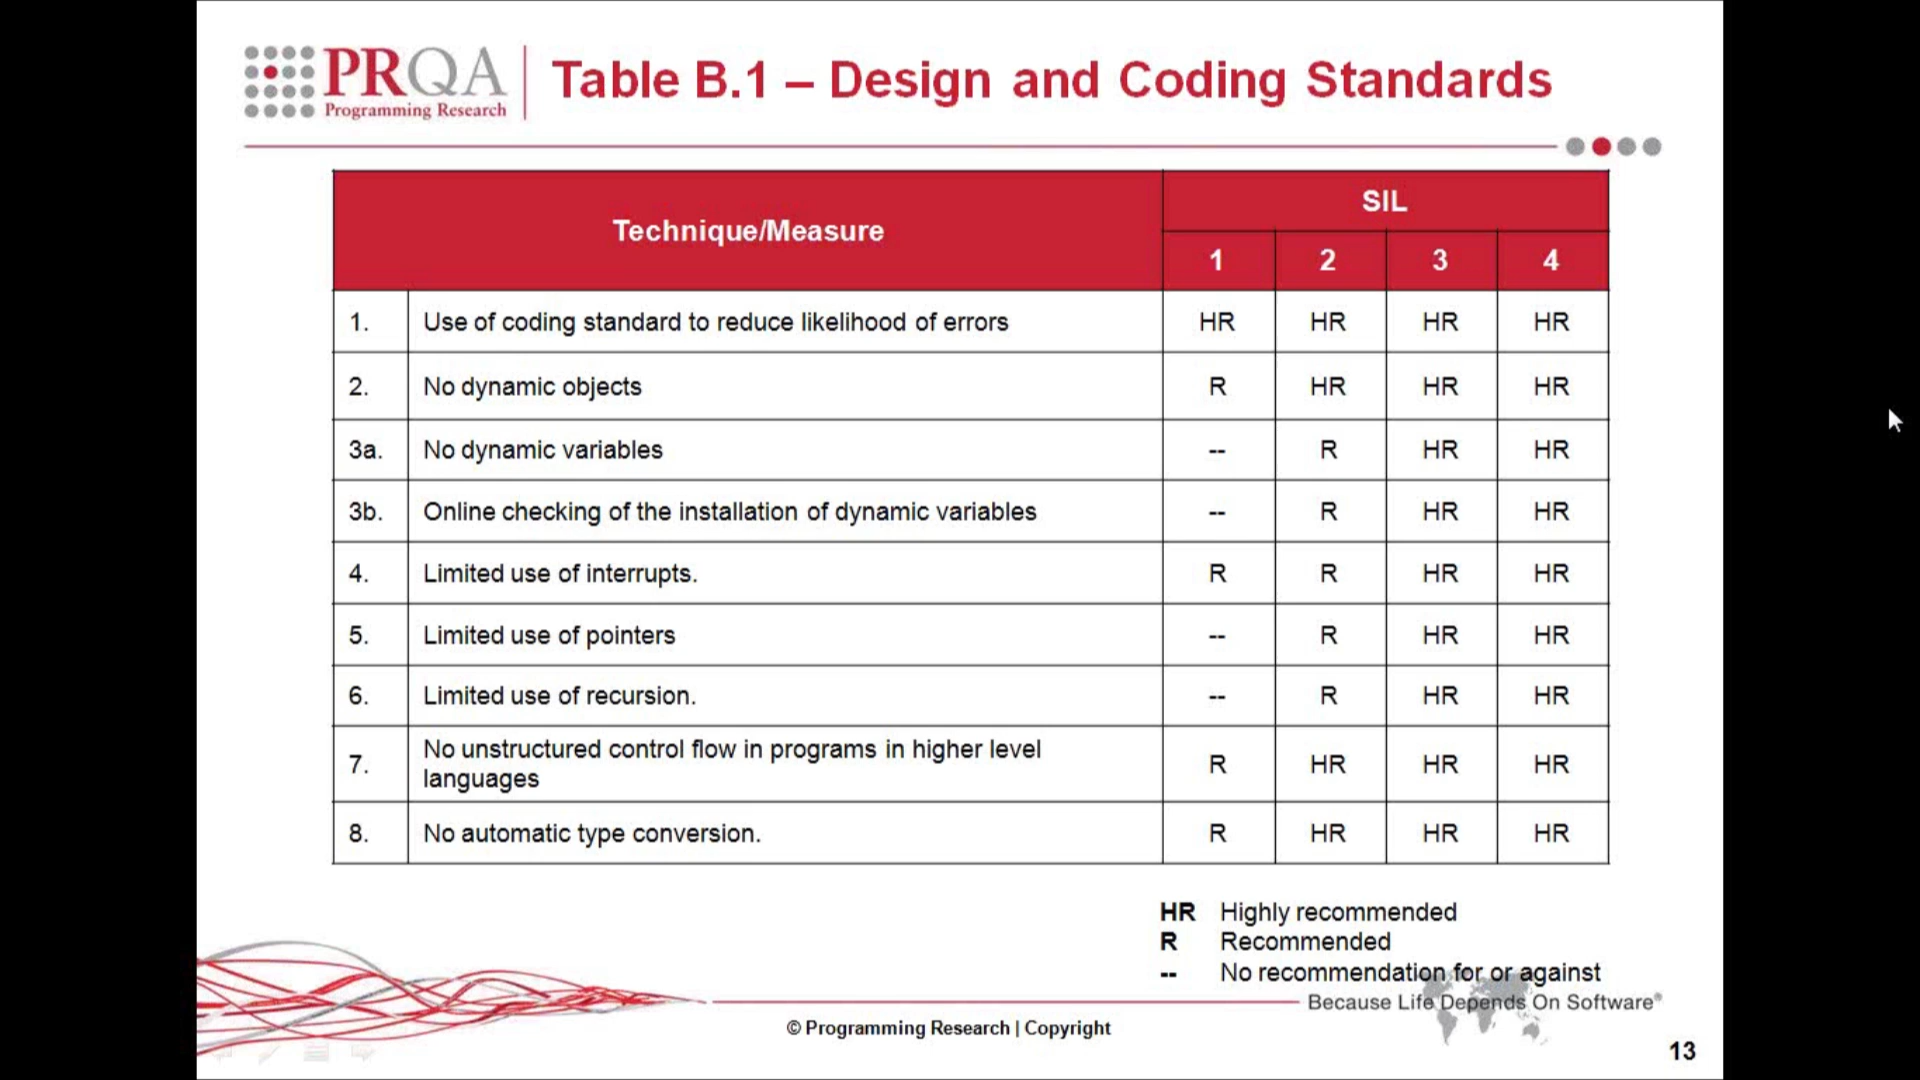 PRQA
Programming Research
Table B.1 – Design and Coding Standards
Technique/Measure
SIL
1 2 3 4
1. Use of coding standard to reduce likelihood of errors HR HR HR HR
2. No dynamic objects R HR HR HR
3a. No dynamic variables -- R HR HR
3b. Online checking of the installation of dynamic variables -- R HR HR
4. Limited use of interrupts. R R HR HR
5. Limited use of pointers -- R HR HR
6. Limited use of recursion. -- R HR HR
7. No unstructured control flow in programs in higher level
languages R HR HR HR
8. No automatic type conversion. R HR HR HR
HR Highly recommended
R Recommended
-- No recommendation for or against
Because Life Depends On Software®
© Programming Research | Copyright
13